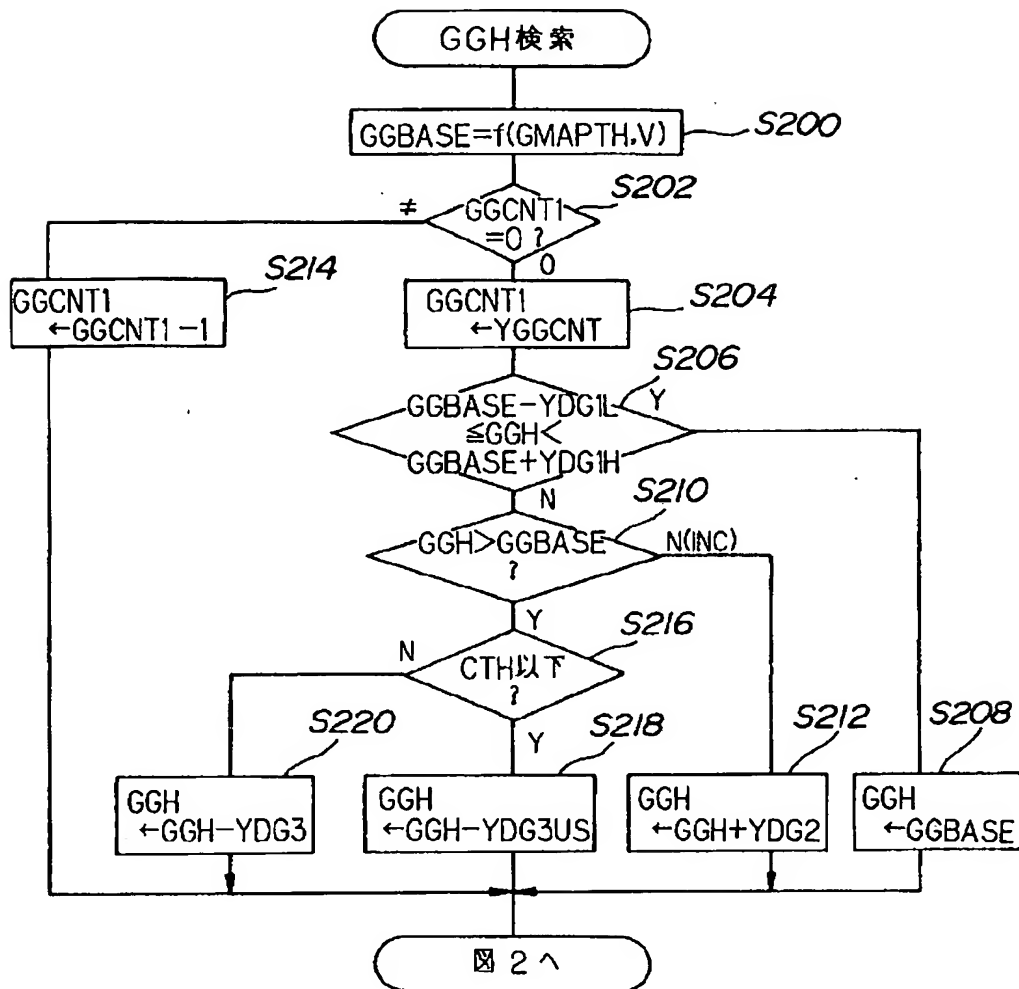 GGH検索
GGBASE=f(GMAPTH,V)
S200
S202
≠
GGCNT1
=0?
0
S214
GGCNT1
←GGCNT1-1
S204
GGCNT1
←YGGCNT
S206
GGBASE-YDG1L
≦GGH<
GGBASE+YDG1H
Y
N
S210
GGH>GGBASE
?
N(INC)
Y
S216
CTH以下
?
N
Y
S220
GGH
←GGH-YDG3
S218
GGH
←GGH-YDG3US
S212
GGH
←GGH+YDG2
S208
GGH
←GGBASE
図2へ